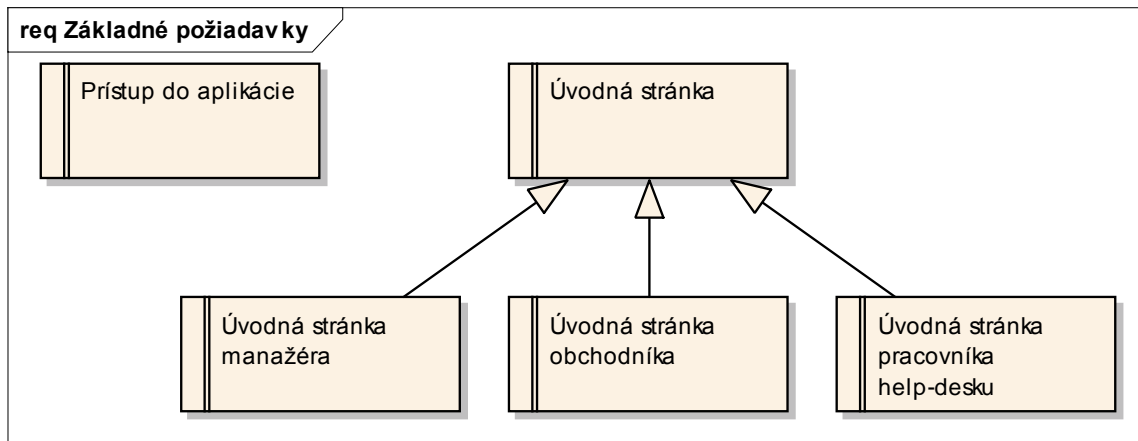 req Základné požiadavky
Prístup do aplikácie
Úvodná stránka
Úvodná stránka
manažéra
Úvodná stránka
obchodníka
Úvodná stránka
pracovníka
help-desku